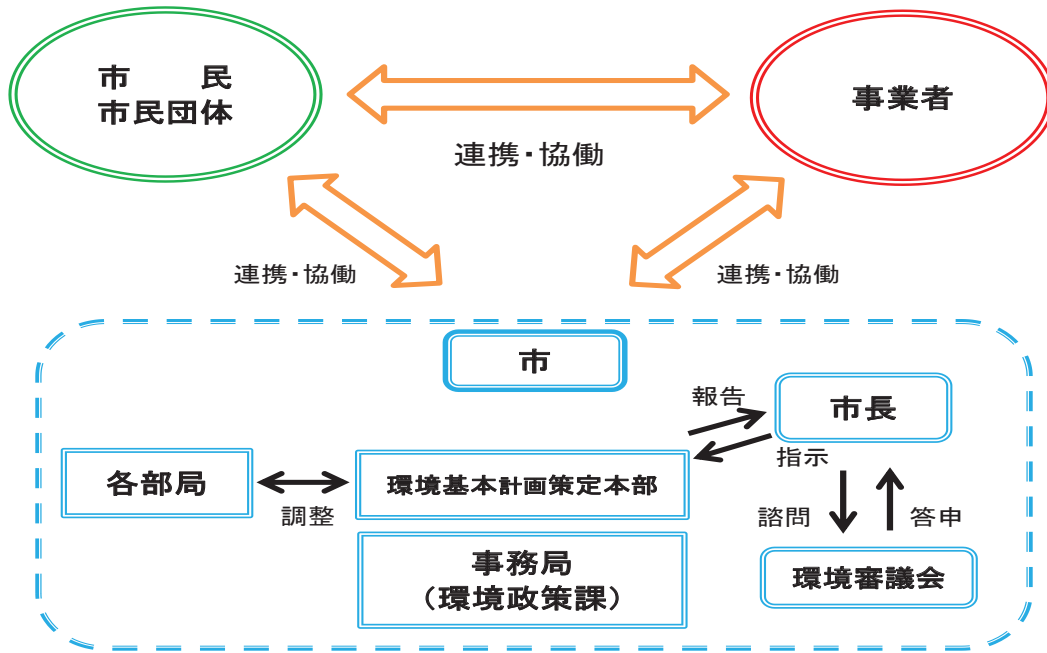 市　　民
市民団体
事業者
連携・協働
連携・協働
連携・協働
市
報告
市長
指示
各部局
環境基本計画策定本部
調整
諮問
答申
事務局
（環境政策課）
環境審議会